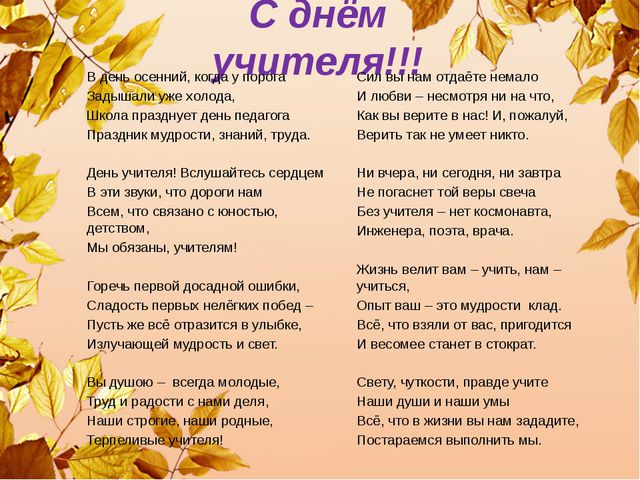 С днём
учителя!!!
В день осенний, когда у порога
Задышали уже холода,
Школа празднует день педагога
Праздник мудрости, знаний, труда.
День учителя! Вслушайтесь сердцем
В эти звуки, что дороги нам
Всем, что связано с юностью,
детством,
Мы обязаны, учителям!
Горечь первой досадной ошибки,
Сладость первых нелёгких побед –
Пусть же всё отразится в улыбке,
Излучающей мудрость и свет.
Вы душою – всегда молодые,
Труд и радости с нами деля,
Наши строгие, наши родные,
Терпеливые учителя!
Сил вы нам отдаёте немало
И любви – несмотря ни на что,
Как вы верите в нас! И, пожалуй,
Верить так не умеет никто.
Ни вчера, ни сегодня, ни завтра
Не погаснет той веры свеча
Без учителя – нет космонавта,
Инженера, поэта, врача.
Жизнь велит вам – учить, нам –
учиться,
Опыт ваш – это мудрости клад.
Всё, что взяли от вас, пригодится
И весомее станет в стократ.
Свету, чуткости, правде учите
Наши души и наши умы
Всё, что в жизни вы нам зададите,
Постараемся выполнить мы.